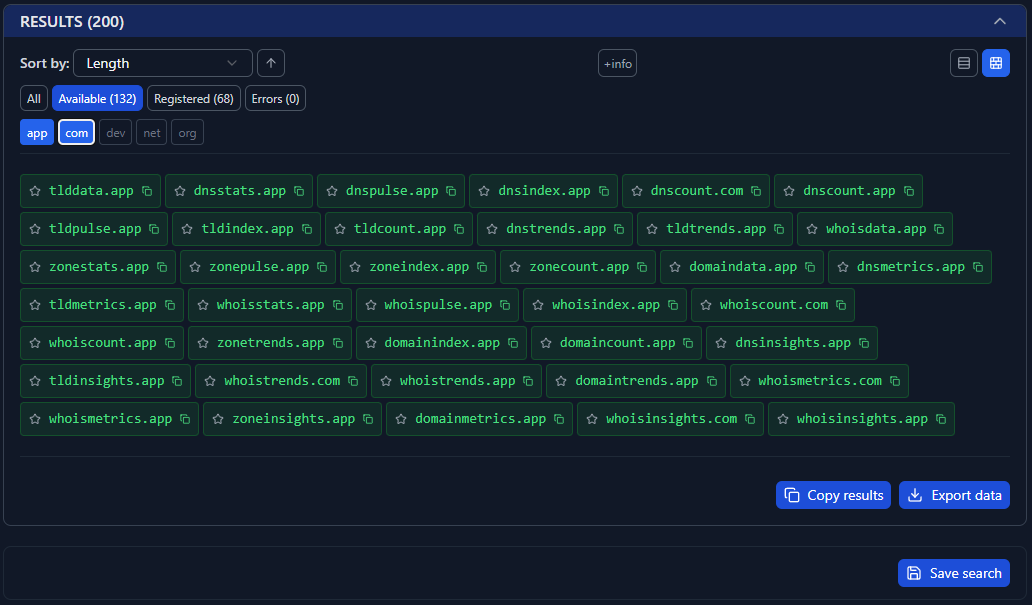 RESULTS (200)
Sort by: Length +info
All Available (132) Registered (68) Errors (0)
app com dev net org
tlddata.app dnsstats.app dnspulse.app dnsindex.app dnscount.com dnscount.app
tldpulse.app tldindex.app tldcount.app dnstrends.app tldtrends.app whoisdata.app
zonestats.app zonepulse.app zoneindex.app zonecount.app domaindata.app dnsmetrics.app
tldmetrics.app whoisstats.app whoispulse.app whoisindex.app whoiscount.com
whoiscount.app zonetrends.app domainindex.app domaincount.app dnsinsights.app
tldinsights.app whoistrends.com whoistrends.app domaintrends.app whoismetrics.com
whoismetrics.app zoneinsights.app domainmetrics.app whoisinsights.com whoisinsights.app
Copy results Export data
Save search